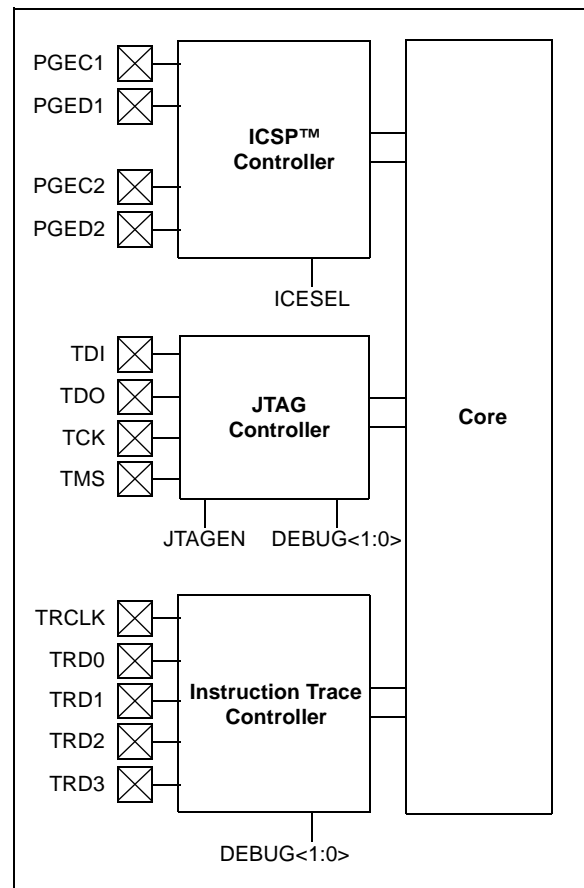 PGEC1
PGED1
PGEC2
PGED2
ICSP™
Controller
ICESEL
TDI
TDO
TCK
TMS
JTAG
Controller
JTAGEN DEBUG<1:0>
Core
TRCLK
TRD0
TRD1
TRD2
TRD3
Instruction Trace
Controller
DEBUG<1:0>